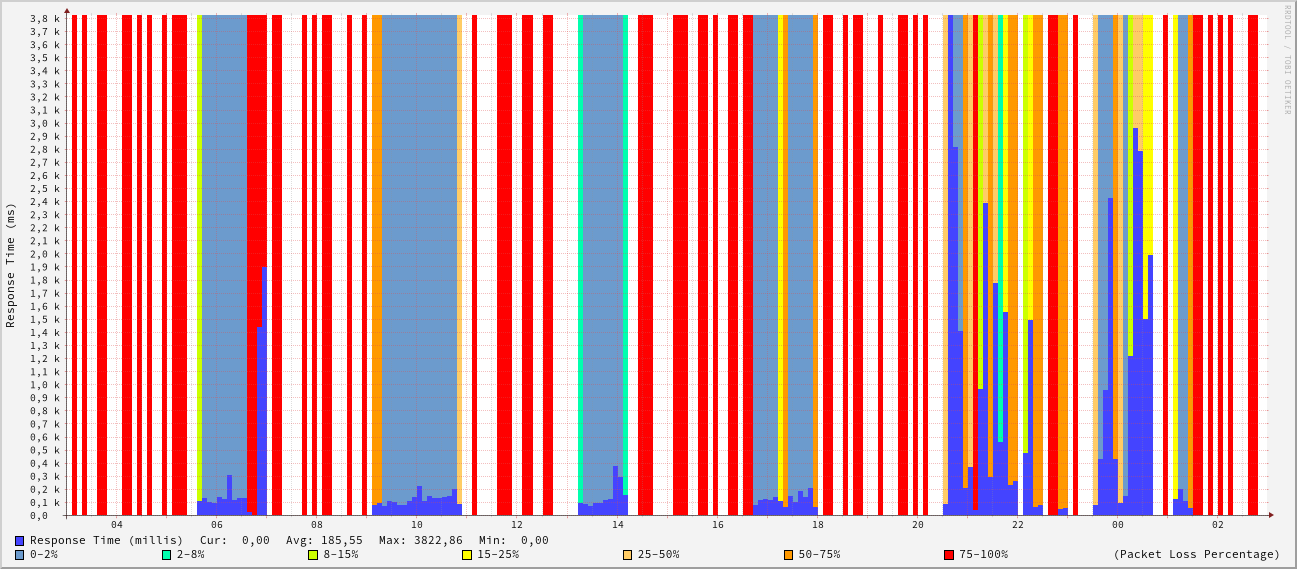 RRDTOOL / TOBI OETIKER
Response Time (ms)
3,8 k
3,7 k
3,6 k
3,5 k
3,4 k
3,3 k
3,2 k
3,1 k
3,0 k
2,9 k
2,8 k
2,7 k
2,6 k
2,5 k
2,4 k
2,3 k
2,2 k
2,1 k
2,0 k
1,9 k
1,8 k
1,7 k
1,6 k
1,5 k
1,4 k
1,3 k
1,2 k
1,1 k
1,0 k
0,9 k
0,8 k
0,7 k
0,6 k
0,5 k
0,4 k
0,3 k
0,2 k
0,1 k
0,0
04 06 08 10 12 14 16 18 20 22 00 02
Response Time (millis) Cur: 0,00 Avg: 185,55 Max: 3822,86 Min: 0,00
0-2% 2-8% 8-15% 15-25% 25-50% 50-75% 75-100% (Packet Loss Percentage)